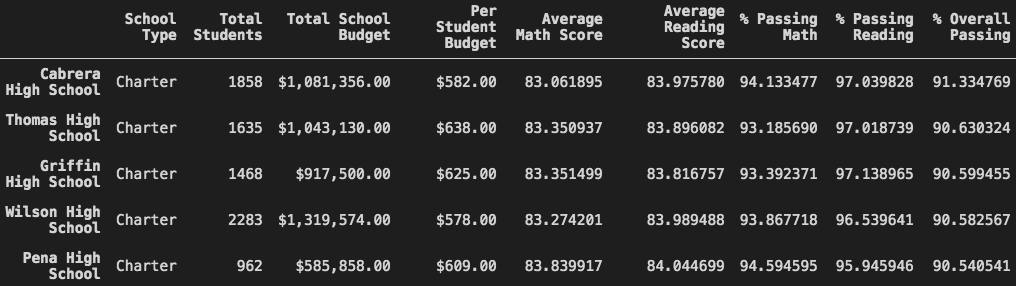 School Type Total Students Total School Budget Per Student Budget Average Math Score Average Reading Score % Passing Math % Passing Reading % Overall Passing
Cabrera High School Charter 1858 $1,081,356.00 $582.00 83.061895 83.975780 94.133477 97.039828 91.334769
Thomas High School Charter 1635 $1,043,130.00 $638.00 83.350937 83.896082 93.185690 97.018739 90.630324
Griffin High School Charter 1468 $917,500.00 $625.00 83.351499 83.816757 93.392371 97.138965 90.599455
Wilson High School Charter 2283 $1,319,574.00 $578.00 83.274201 83.989488 93.867718 96.539641 90.582567
Pena High School Charter 962 $585,858.00 $609.00 83.839917 84.044699 94.594595 95.945946 90.540541